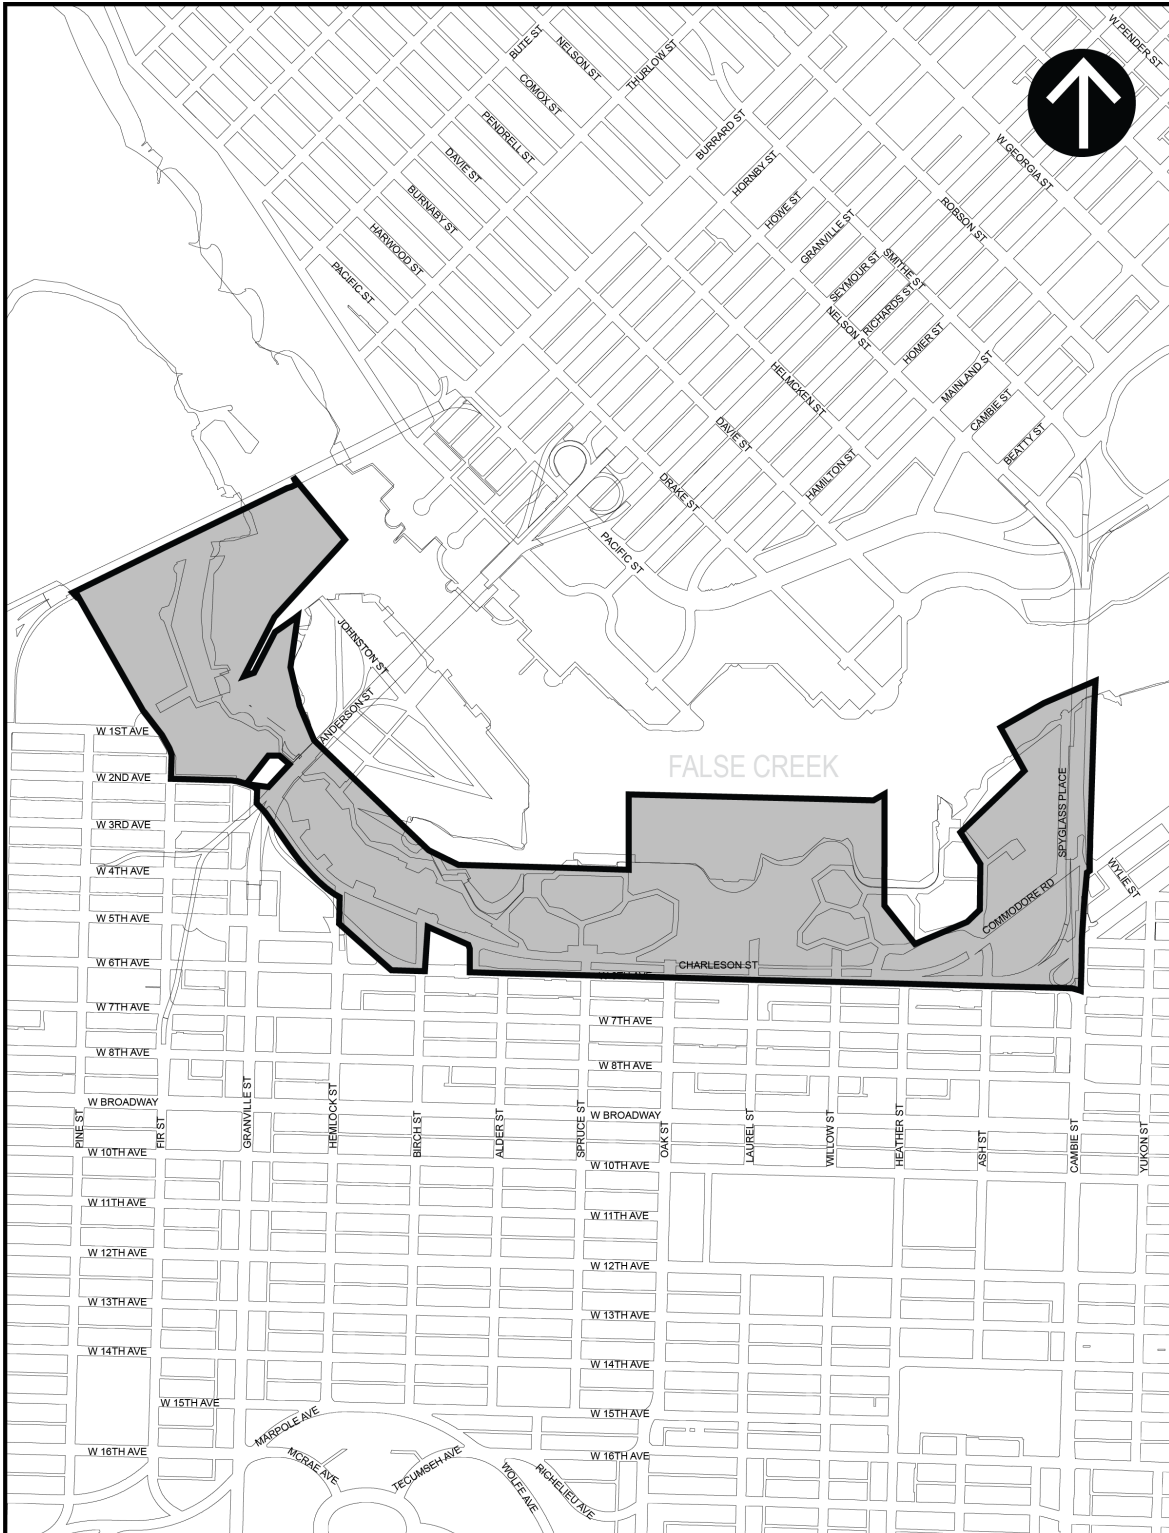 W PENDER ST
BUTE ST
NELSON ST
THURLOW ST
COMOX ST
PENDRELL ST
BURRARD ST
DAVIE ST
HORNBY ST
W GEORGIA ST
BURNABY ST
HOWE ST
ROBSON ST
HARWOOD ST
GRANVILLE ST
SMITHE ST
PACIFIC ST
SEYMOUR ST
RICHARDS ST
NELSON ST
HOMER ST
MAINLAND ST
HELMCKEN ST
CAMBIE ST
DAVIE ST
BEATTY ST
HAMILTON ST
DRAKE ST
PACIFIC ST
JOHNSTON ST
ANDERSON ST
W 1ST AVE
FALSE CREEK
W 2ND AVE
SPYGLASS PLACE
W 3RD AVE
W 4TH AVE
WYLIE ST
COMMODORE RD
W 5TH AVE
W 6TH AVE
CHARLESON ST
W 7TH AVE
W 7TH AVE
W 8TH AVE
W 8TH AVE
W BROADWAY
W BROADWAY
PINE ST
FIR ST
GRANVILLE ST
HEMLOCK ST
BIRCH ST
ALDER ST
SPRUCE ST
OAK ST
LAUREL ST
WILLOW ST
HEATHER ST
ASH ST
CAMBIE ST
YUKON ST
W 10TH AVE
W 10TH AVE
W 11TH AVE
W 11TH AVE
W 12TH AVE
W 12TH AVE
W 13TH AVE
W 13TH AVE
W 14TH AVE
W 14TH AVE
W 15TH AVE
W 15TH AVE
MARPOLE AVE
W 16TH AVE
W 16TH AVE
MCRAE AVE
TECUMSEH AVE
WOLFE AVE
RICHELIEU AVE